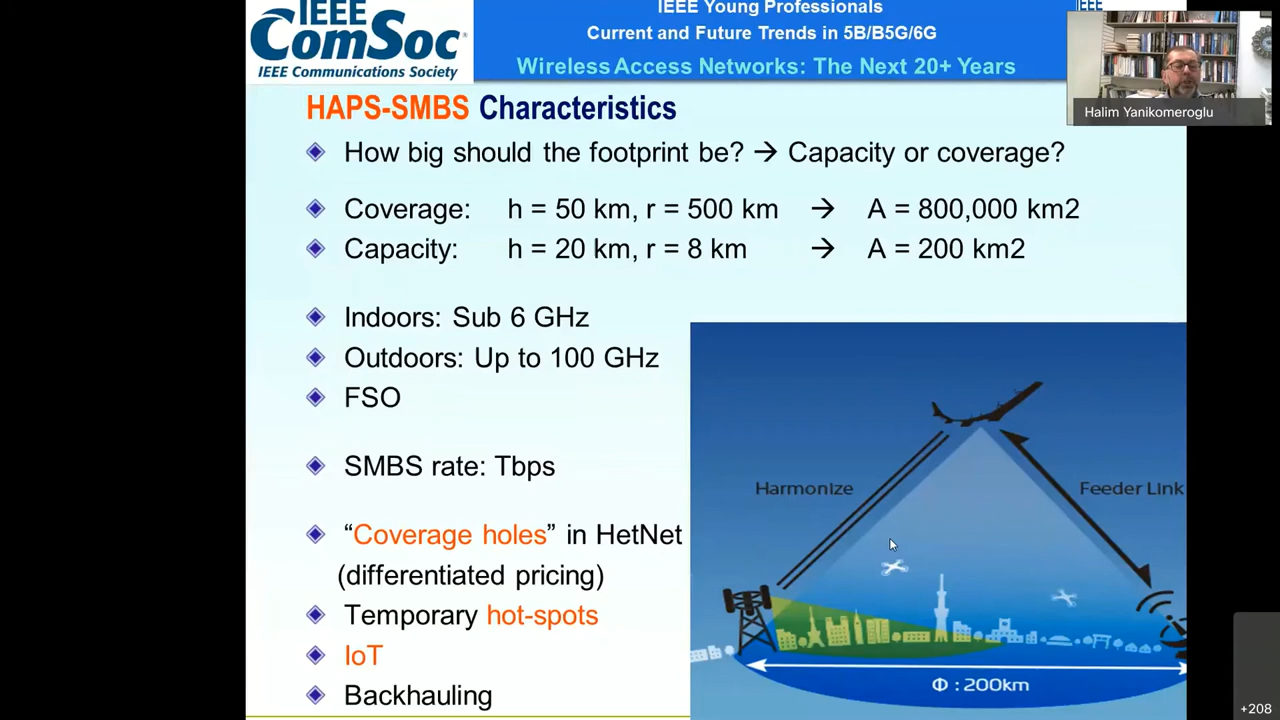 IEEE
ComSoc®
IEEE Communications Society
IEEE Young Professionals
Current and Future Trends in 5B/B5G/6G
Wireless Access Networks: The Next 20+ Years
IEEE
Halim Yanikomeroglu
HAPS-SMBS Characteristics
How big should the footprint be? → Capacity or coverage?
Coverage: h = 50 km, r = 500 km → A = 800,000 km2
Capacity: h = 20 km, r = 8 km → A = 200 km2
Indoors: Sub 6 GHz
Outdoors: Up to 100 GHz
FSO
SMBS rate: Tbps
“Coverage holes” in HetNet
(differentiated pricing)
Temporary hot-spots
IoT
Backhauling
Harmonize
Feeder Link
Φ : 200km
+208